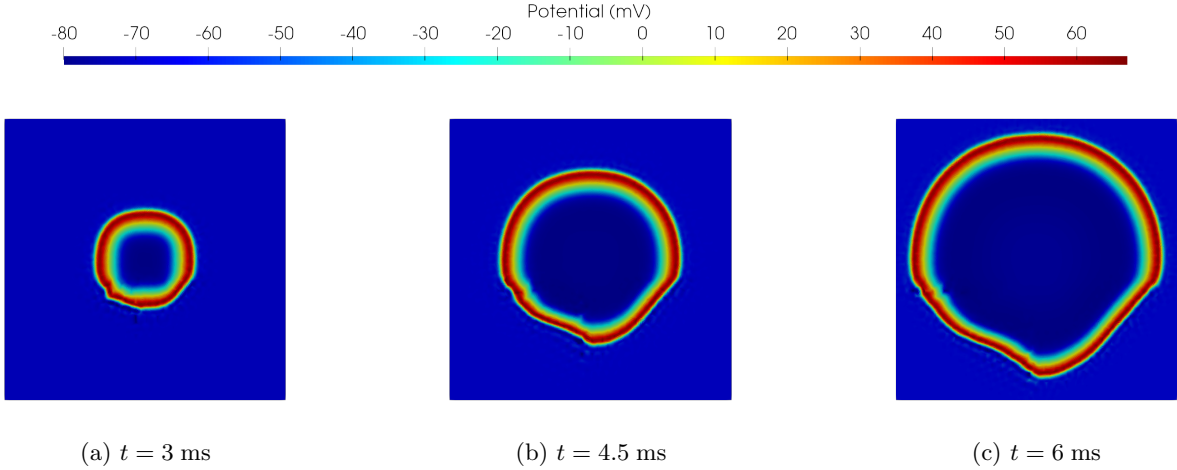 Potential (mV)
-80 -70 -60 -50 -40 -30 -20 -10 0 10 20 30 40 50 60
(a) t = 3 ms
(b) t = 4.5 ms
(c) t = 6 ms